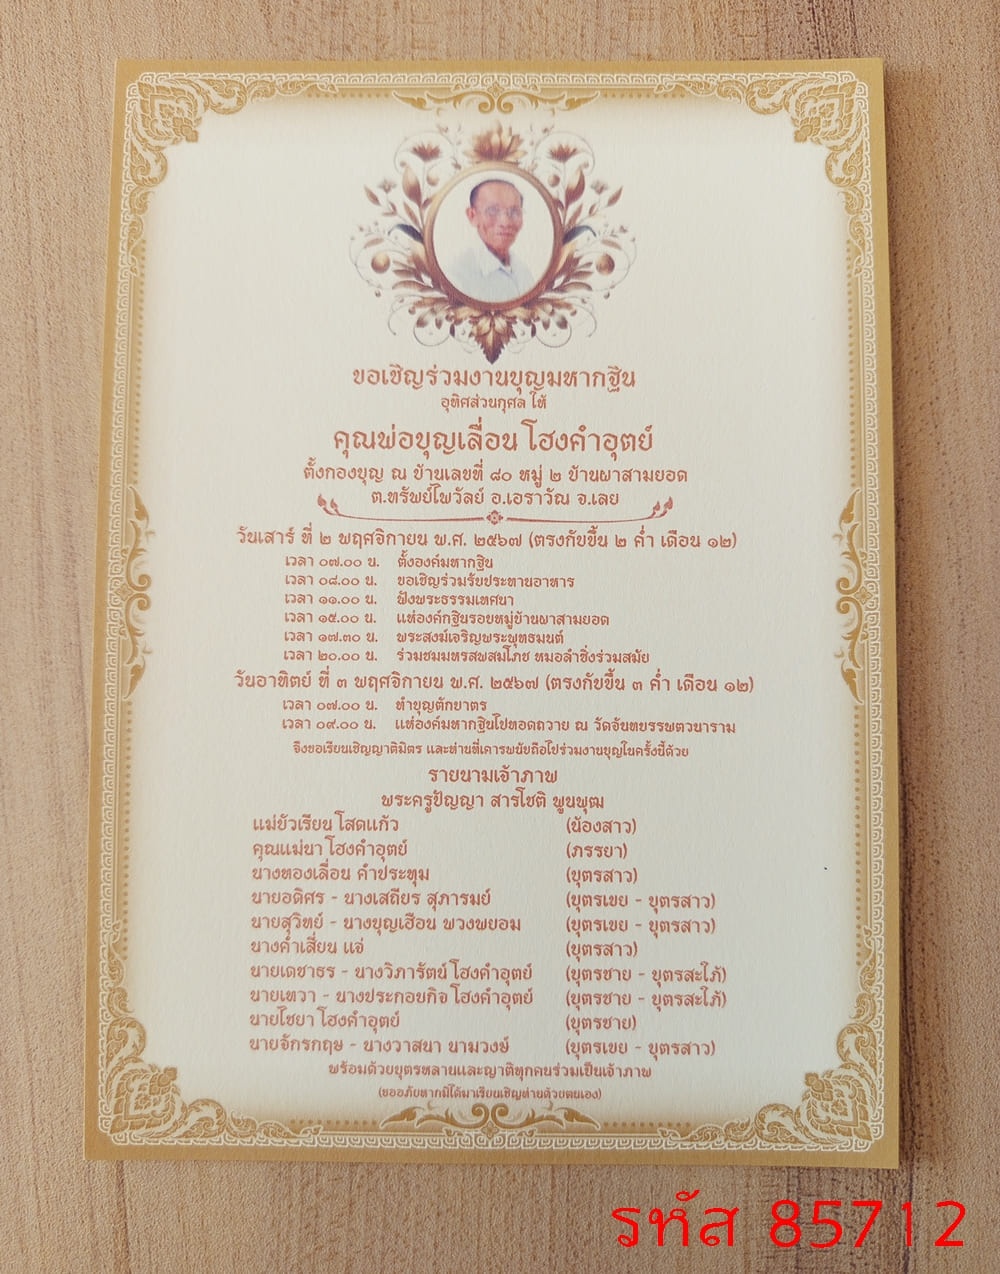 ขอเชิญร่วมงานบุญมหากฐิน
อุทิศส่วนกุศล ให้
คุณพ่อบุญเลื่อน โฮงคำอุตย์
ตั้งกองบุญ ณ บ้านเลขที่ ๘๐ หมู่ ๒ บ้านผาสามยอด
ต.ทรัพย์ไพวัลย์ อ.เอราวัณ จ.เลย
วันเสาร์ ที่ ๒ พฤศจิกายน พ.ศ. ๒๕๖๗ (ตรงกับขึ้น ๒ ค่ำ เดือน ๑๒)
เวลา ๐๗.๐๐ น. ตั้งองค์มหากฐิน
เวลา ๐๘.๐๐ น. ขอเชิญร่วมรับประทานอาหาร
เวลา ๑๑.๐๐ น. ฟังพระธรรมเทศนา
เวลา ๑๕.๐๐ น. แห่องค์กฐินรอบหมู่บ้านผาสามยอด
เวลา ๑๗.๓๐ น. พระสงฆ์เจริญพระพุทธมนต์
เวลา ๒๐.๐๐ น. ร่วมชมมหรสพสมโภช หมอลำซิ่งร่วมสมัย
วันอาทิตย์ ที่ ๓ พฤศจิกายน พ.ศ. ๒๕๖๗ (ตรงกับขึ้น ๓ ค่ำ เดือน ๑๒)
เวลา ๐๗.๐๐ น. ทำบุญตักบาตร
เวลา ๐๙.๐๐ น. แห่องค์มหากฐินไปทอดถวาย ณ วัดจันทบรรพตวนาราม
จึงขอเรียนเชิญญาติมิตร และท่านที่เคารพนับถือไปร่วมงานบุญในครั้งนี้ด้วย
รายนามเจ้าภาพ
พระครูปัญญา สารโชติ พูนพุฒ
แม่บัวเรียน โสดแก้ว (น้องสาว)
คุณแม่นา โฮงคำอุตย์ (ภรรยา)
นางทองเลื่อน คำประทุม (บุตรสาว)
นายอดิศร - นางเสถียร สุภารมย์ (บุตรเขย - บุตรสาว)
นายสุวิทย์ - นางบุญเฮือน พวงพยอม (บุตรเขย - บุตรสาว)
นางคำเสี่ยน แจ่ (บุตรสาว)
นายเดชาธร - นางวิภารัตน์ โฮงคำอุตย์ (บุตรชาย - บุตรสะใภ้)
นายเทวา - นางประกอบกิจ โฮงคำอุตย์ (บุตรชาย - บุตรสะใภ้)
นายไชยา โฮงคำอุตย์ (บุตรชาย)
นายจักรกฤษ - นางวาสนา นามวงษ์ (บุตรเขย - บุตรสาว)
พร้อมด้วยบุตรหลานและญาติทุกคนร่วมเป็นเจ้าภาพ
(ขออภัยหากมิได้มาเรียนเชิญท่านด้วยตนเอง)
รหัส 85712